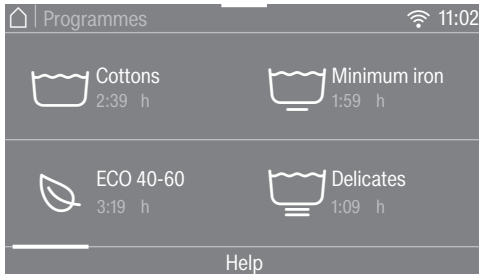 Programmes 11:02
Cottons
2:39 h
Minimum iron
1:59 h
ECO 40-60
3:19 h
Delicates
1:09 h
Help